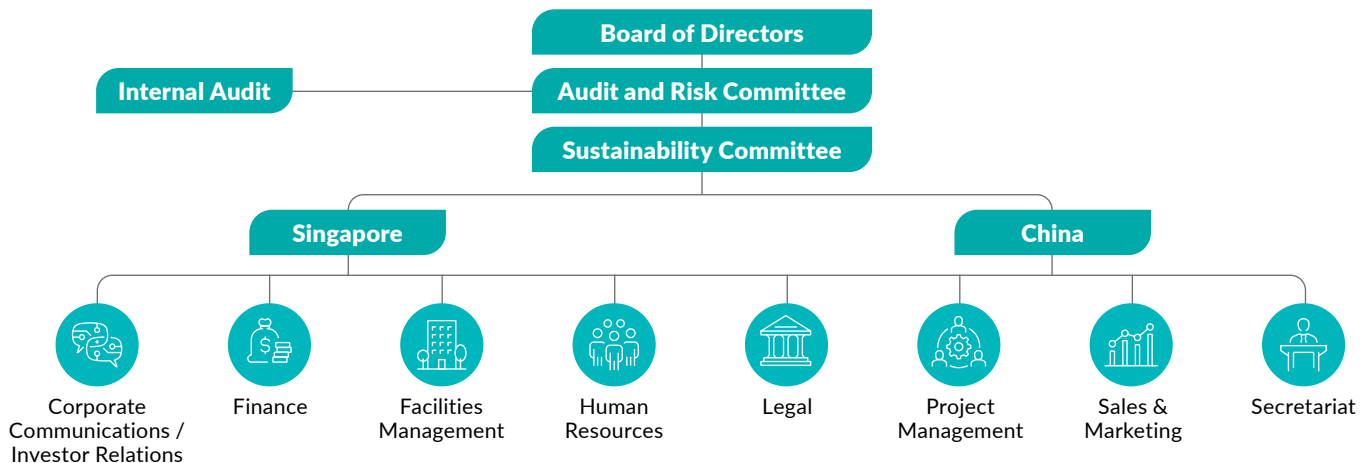 Board of Directors
Internal Audit
Audit and Risk Committee
Sustainability Committee
Singapore
China
$
Corporate
Communications /
Investor Relations
Finance
Facilities
Management
Human
Resources
Legal
Project
Management
Sales &
Marketing
Secretariat